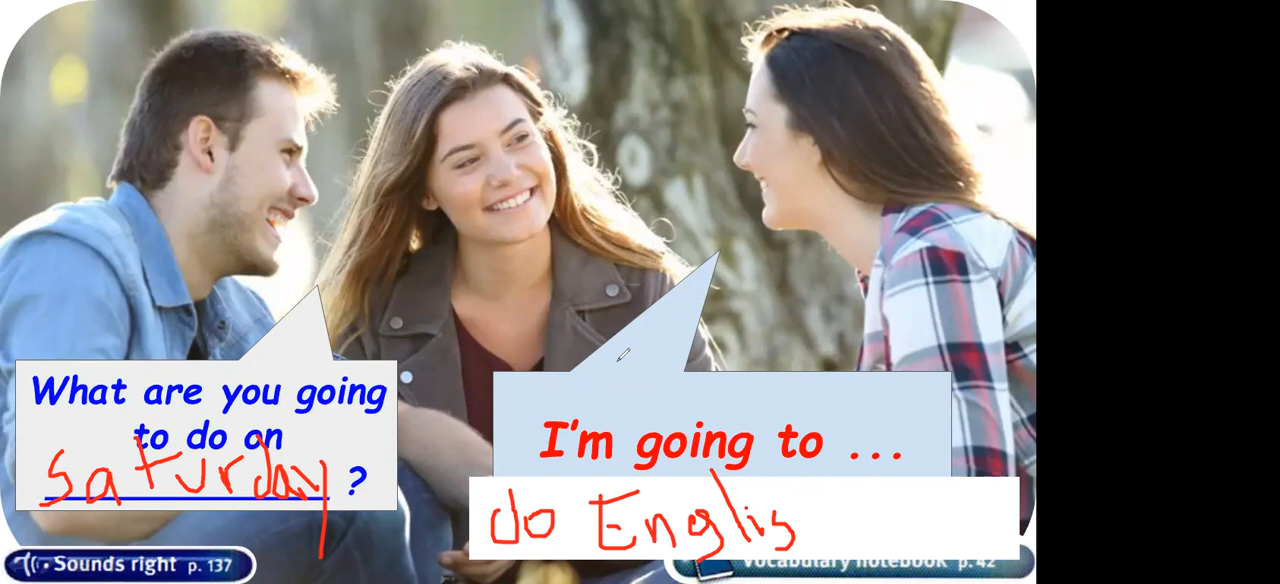 What are you going
to do on
saturday ?
I'm going to ...
do Englis
Sounds right p. 137
Vocabulary notebook p. 42